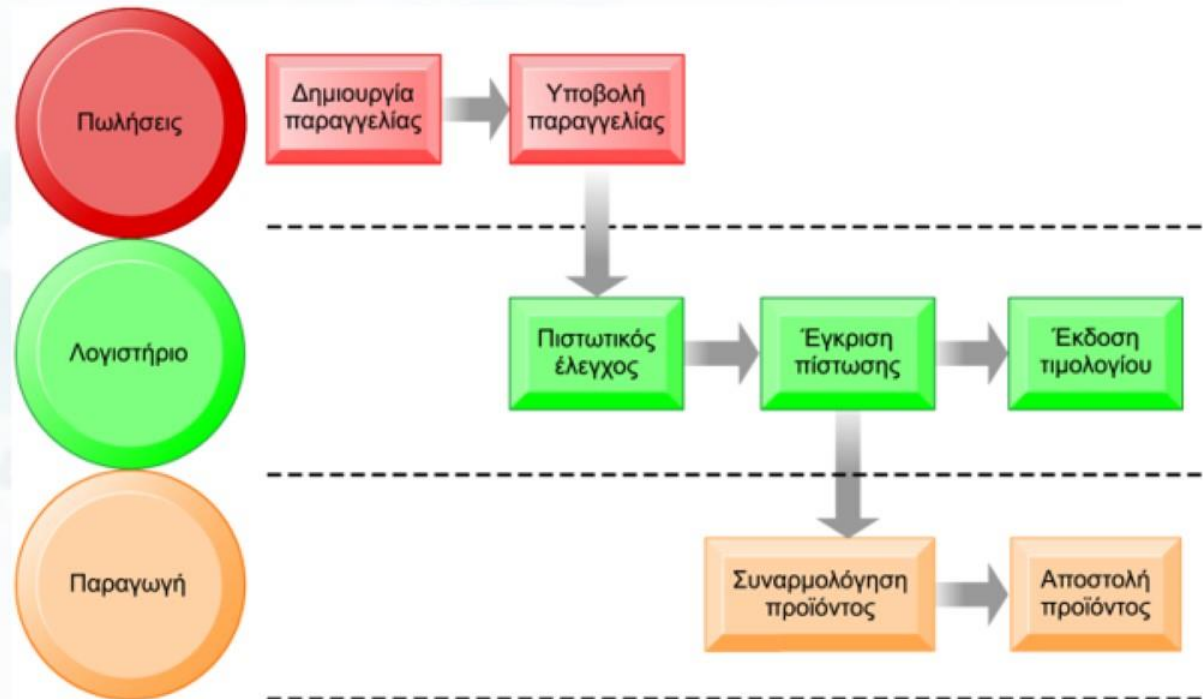 Πωλήσεις
Δημιουργία
παραγγελίας
Υποβολή
παραγγελίας
Λογιστήριο
Πιστωτικός
έλεγχος
Έγκριση
πίστωσης
Έκδοση
τιμολογίου
Παραγωγή
Συναρμολόγηση
προϊόντος
Αποστολή
προϊόντος